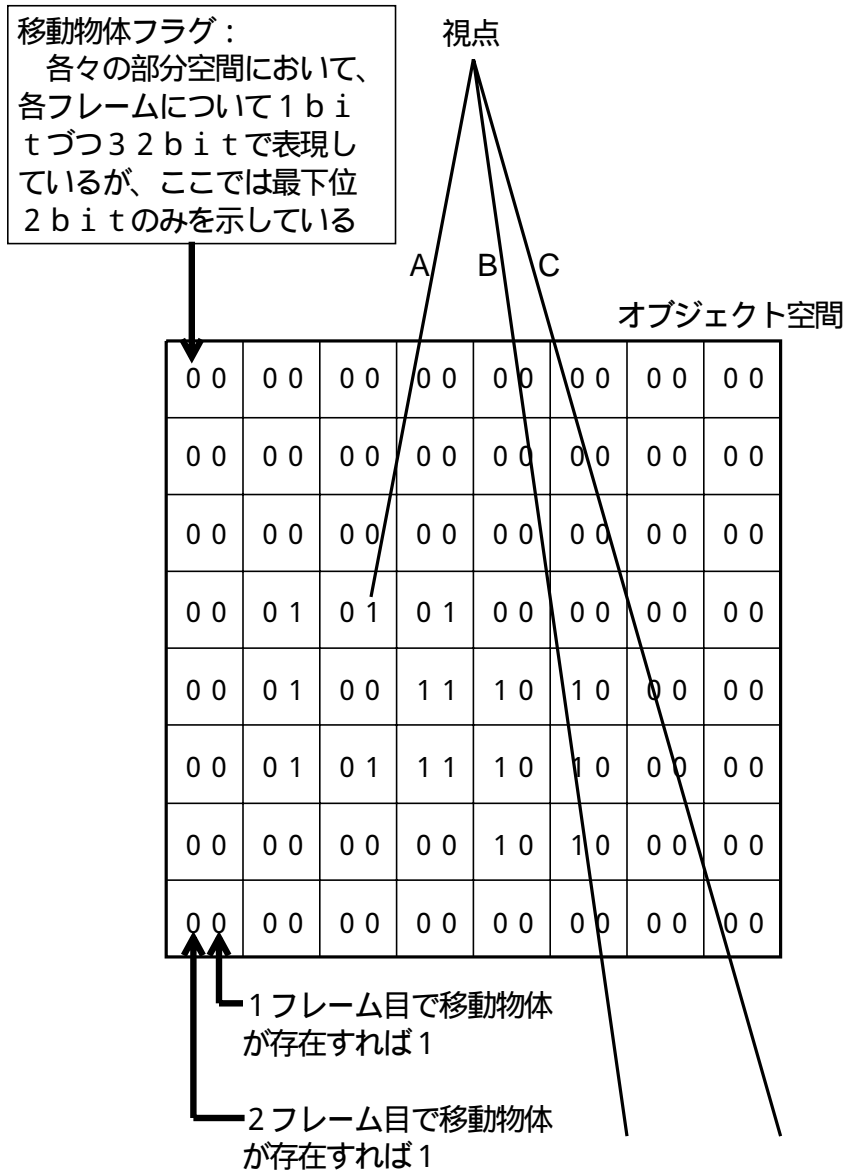 移動物体フラグ：
　各々の部分空間において、
各フレームについて１ｂｉ
ｔづつ３２ｂｉｔで表現し
ているが、ここでは最下位
２ｂｉｔのみを示している
視点
A B C
オブジェクト空間
００ ００ ００ ００ ００ ００ ００ ００
００ ００ ００ ００ ００ ００ ００ ００
００ ００ ００ ００ ００ ００ ００ ００
００ ０１ ０１ ０１ ００ ００ ００ ００
００ ０１ ００ １１ １０ １０ ００ ００
００ ０１ ０１ １１ １０ １０ ００ ００
００ ００ ００ ００ １０ １０ ００ ００
００ ００ ００ ００ ００ ００ ００ ００
１フレーム目で移動物体
が存在すれば１
２フレーム目で移動物体
が存在すれば１